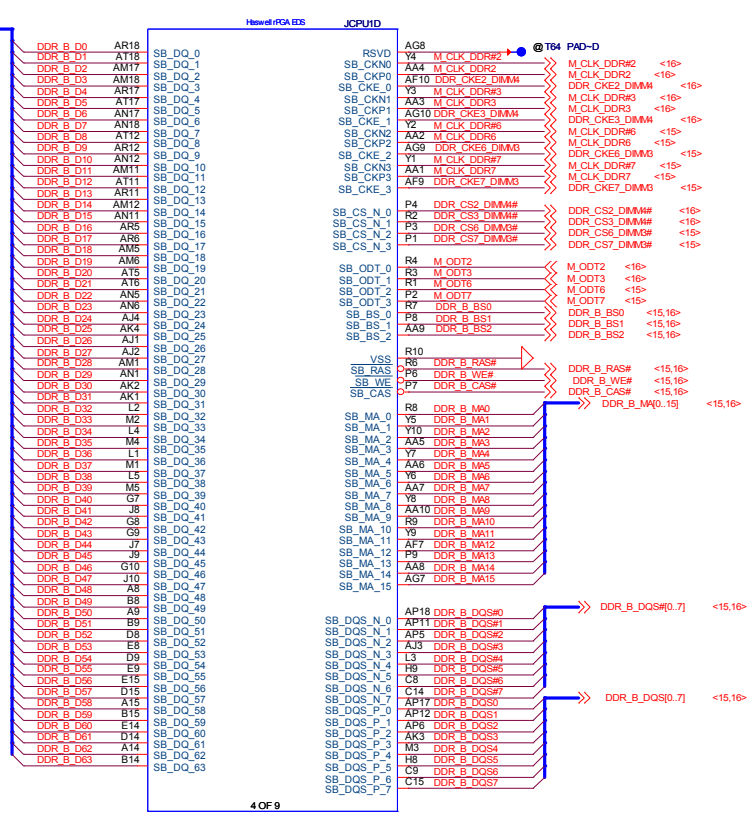 Haswell rPGA EDS JCPU1D
DDR_B_D0 AR18 SB_DQ_0
DDR_B_D1 AT18 SB_DQ_1
DDR_B_D2 AM17 SB_DQ_2
DDR_B_D3 AM18 SB_DQ_3
DDR_B_D4 AR17 SB_DQ_4
DDR_B_D5 AT17 SB_DQ_5
DDR_B_D6 AN17 SB_DQ_6
DDR_B_D7 AN18 SB_DQ_7
DDR_B_D8 AT12 SB_DQ_8
DDR_B_D9 AR12 SB_DQ_9
DDR_B_D10 AN12 SB_DQ_10
DDR_B_D11 AM11 SB_DQ_11
DDR_B_D12 AT11 SB_DQ_12
DDR_B_D13 AR11 SB_DQ_13
DDR_B_D14 AM12 SB_DQ_14
DDR_B_D15 AN11 SB_DQ_15
DDR_B_D16 AR5 SB_DQ_16
DDR_B_D17 AR6 SB_DQ_17
DDR_B_D18 AM5 SB_DQ_18
DDR_B_D19 AM6 SB_DQ_19
DDR_B_D20 AT5 SB_DQ_20
DDR_B_D21 AT6 SB_DQ_21
DDR_B_D22 AN5 SB_DQ_22
DDR_B_D23 AN6 SB_DQ_23
DDR_B_D24 AJ4 SB_DQ_24
DDR_B_D25 AK4 SB_DQ_25
DDR_B_D26 AJ1 SB_DQ_26
DDR_B_D27 AJ2 SB_DQ_27
DDR_B_D28 AM1 SB_DQ_28
DDR_B_D29 AN1 SB_DQ_29
DDR_B_D30 AK2 SB_DQ_30
DDR_B_D31 AK1 SB_DQ_31
DDR_B_D32 L2 SB_DQ_32
DDR_B_D33 M2 SB_DQ_33
DDR_B_D34 L4 SB_DQ_34
DDR_B_D35 M4 SB_DQ_35
DDR_B_D36 L1 SB_DQ_36
DDR_B_D37 M1 SB_DQ_37
DDR_B_D38 L5 SB_DQ_38
DDR_B_D39 M5 SB_DQ_39
DDR_B_D40 G7 SB_DQ_40
DDR_B_D41 J8 SB_DQ_41
DDR_B_D42 G8 SB_DQ_42
DDR_B_D43 G9 SB_DQ_43
DDR_B_D44 J7 SB_DQ_44
DDR_B_D45 J9 SB_DQ_45
DDR_B_D46 G10 SB_DQ_46
DDR_B_D47 J10 SB_DQ_47
DDR_B_D48 A8 SB_DQ_48
DDR_B_D49 B8 SB_DQ_49
DDR_B_D50 A9 SB_DQ_50
DDR_B_D51 B9 SB_DQ_51
DDR_B_D52 D8 SB_DQ_52
DDR_B_D53 E8 SB_DQ_53
DDR_B_D54 D9 SB_DQ_54
DDR_B_D55 E9 SB_DQ_55
DDR_B_D56 E15 SB_DQ_56
DDR_B_D57 D15 SB_DQ_57
DDR_B_D58 A15 SB_DQ_58
DDR_B_D59 B15 SB_DQ_59
DDR_B_D60 E14 SB_DQ_60
DDR_B_D61 D14 SB_DQ_61
DDR_B_D62 A14 SB_DQ_62
DDR_B_D63 B14 SB_DQ_63
RSVD AG8 @T64 PAD~D
SB_CKN0 Y4 M_CLK_DDR#2 M_CLK_DDR#2 <16>
SB_CKP0 AA4 M_CLK_DDR2 M_CLK_DDR2 <16>
SB_CKE_0 AF10 DDR_CKE2_DIMM4 DDR_CKE2_DIMM4 <16>
SB_CKN1 Y3 M_CLK_DDR#3 M_CLK_DDR#3 <16>
SB_CKP1 AA3 M_CLK_DDR3 M_CLK_DDR3 <16>
SB_CKE_1 AG10 DDR_CKE3_DIMM4 DDR_CKE3_DIMM4 <16>
SB_CKN2 Y2 M_CLK_DDR#6 M_CLK_DDR#6 <15>
SB_CKP2 AA2 M_CLK_DDR6 M_CLK_DDR6 <15>
SB_CKE_2 AG9 DDR_CKE6_DIMM3 DDR_CKE6_DIMM3 <15>
SB_CKN3 Y1 M_CLK_DDR#7 M_CLK_DDR#7 <15>
SB_CKP3 AA1 M_CLK_DDR7 M_CLK_DDR7 <15>
SB_CKE_3 AF9 DDR_CKE7_DIMM3 DDR_CKE7_DIMM3 <15>
SB_CS_N_0 P4 DDR_CS2_DIMM4# DDR_CS2_DIMM4# <16>
SB_CS_N_1 R2 DDR_CS3_DIMM4# DDR_CS3_DIMM4# <16>
SB_CS_N_2 P3 DDR_CS6_DIMM3# DDR_CS6_DIMM3# <15>
SB_CS_N_3 P1 DDR_CS7_DIMM3# DDR_CS7_DIMM3# <15>
SB_ODT_0 R4 M_ODT2 M_ODT2 <16>
SB_ODT_1 R3 M_ODT3 M_ODT3 <16>
SB_ODT_2 R1 M_ODT6 M_ODT6 <15>
SB_ODT_3 P2 M_ODT7 M_ODT7 <15>
SB_BS_0 R7 DDR_B_BS0 DDR_B_BS0 <15,16>
SB_BS_1 P8 DDR_B_BS1 DDR_B_BS1 <15,16>
SB_BS_2 AA9 DDR_B_BS2 DDR_B_BS2 <15,16>
VSS R10
SB_RAS R6 DDR_B_RAS# DDR_B_RAS# <15,16>
SB_WE P6 DDR_B_WE# DDR_B_WE# <15,16>
SB_CAS P7 DDR_B_CAS# DDR_B_CAS# <15,16>
DDR_B_MA[0..15] <15,16>
SB_MA_0 R8 DDR_B_MA0
SB_MA_1 Y5 DDR_B_MA1
SB_MA_2 Y10 DDR_B_MA2
SB_MA_3 AA5 DDR_B_MA3
SB_MA_4 Y7 DDR_B_MA4
SB_MA_5 AA6 DDR_B_MA5
SB_MA_6 Y6 DDR_B_MA6
SB_MA_7 AA7 DDR_B_MA7
SB_MA_8 Y8 DDR_B_MA8
SB_MA_9 AA10 DDR_B_MA9
SB_MA_10 R9 DDR_B_MA10
SB_MA_11 Y9 DDR_B_MA11
SB_MA_12 AF7 DDR_B_MA12
SB_MA_13 P9 DDR_B_MA13
SB_MA_14 AA8 DDR_B_MA14
SB_MA_15 AG7 DDR_B_MA15
DDR_B_DQS#[0..7] <15,16>
SB_DQS_N_0 AP18 DDR_B_DQS#0
SB_DQS_N_1 AP11 DDR_B_DQS#1
SB_DQS_N_2 AP5 DDR_B_DQS#2
SB_DQS_N_3 AJ3 DDR_B_DQS#3
SB_DQS_N_4 L3 DDR_B_DQS#4
SB_DQS_N_5 H9 DDR_B_DQS#5
SB_DQS_N_6 C8 DDR_B_DQS#6
SB_DQS_N_7 C14 DDR_B_DQS#7
DDR_B_DQS[0..7] <15,16>
SB_DQS_P_0 AP17 DDR_B_DQS0
SB_DQS_P_1 AP12 DDR_B_DQS1
SB_DQS_P_2 AP6 DDR_B_DQS2
SB_DQS_P_3 AK3 DDR_B_DQS3
SB_DQS_P_4 M3 DDR_B_DQS4
SB_DQS_P_5 H8 DDR_B_DQS5
SB_DQS_P_6 C9 DDR_B_DQS6
SB_DQS_P_7 C15 DDR_B_DQS7
4 OF 9